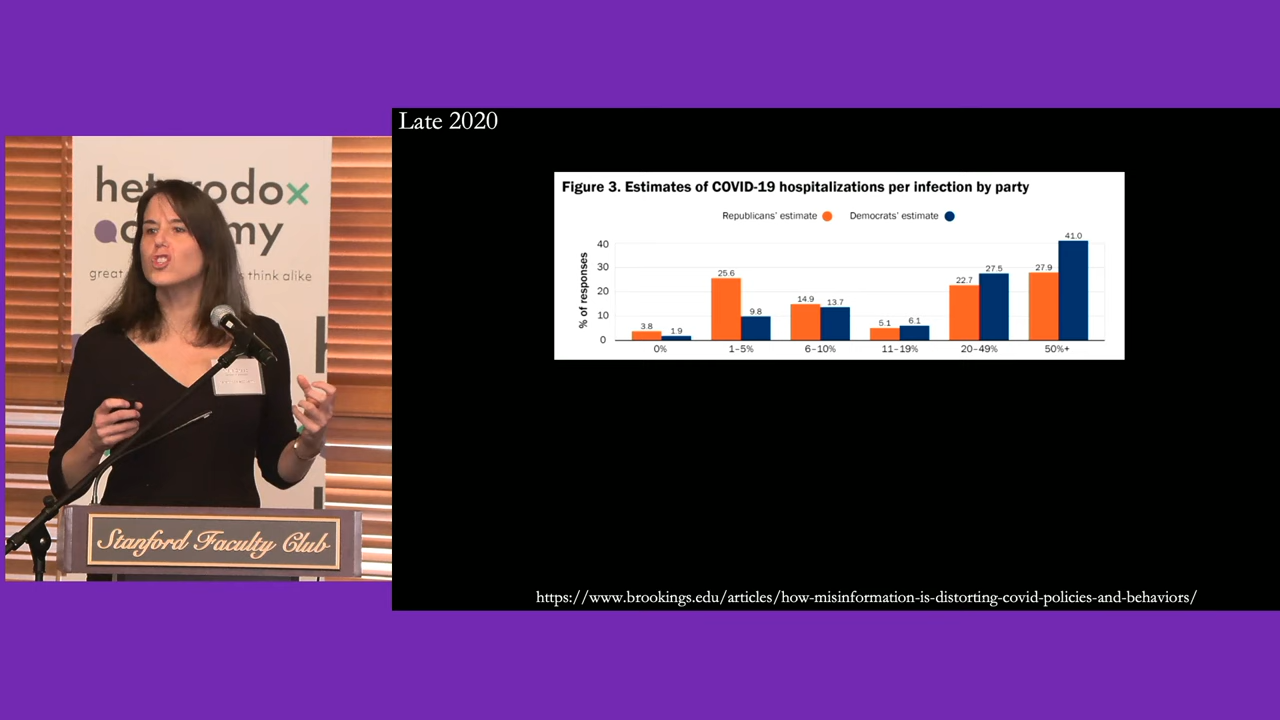 Late 2020
Figure 3. Estimates of COVID-19 hospitalizations per infection by party
Republicans' estimate Democrats' estimate
% of responses
40
30
20
10
0
3.8 1.9
25.6 9.8
14.9 13.7
5.1 6.1
22.7 27.5
27.9 41.0
0% 1–5% 6–10% 11–19% 20–49% 50%+
https://www.brookings.edu/articles/how-misinformation-is-distorting-covid-policies-and-behaviors/
great think alike
Stanford Faculty Club